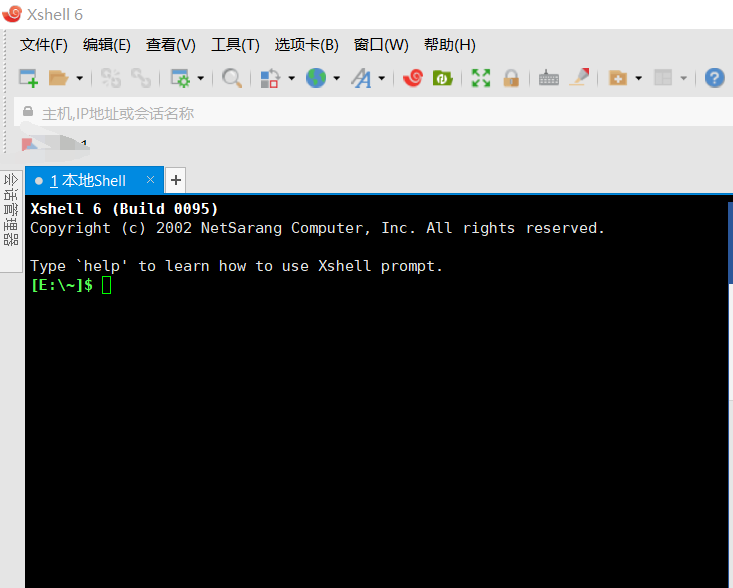 Xshell 6
文件(F) 编辑(E) 查看(V) 工具(T) 选项卡(B) 窗口(W) 帮助(H)
主机,IP地址或会话名称
会话管理器
1 本地Shell × +
Xshell 6 (Build 0095)
Copyright (c) 2002 NetSarang Computer, Inc. All rights reserved.
Type `help' to learn how to use Xshell prompt.
[E:\~]$